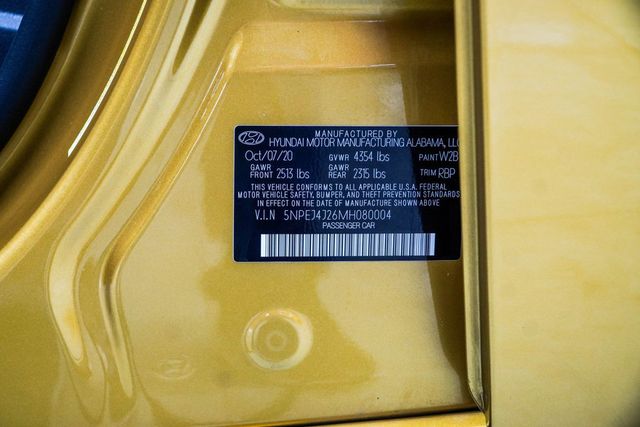 MANUFACTURED BY
HYUNDAI MOTOR MANUFACTURING ALABAMA, LLC
Oct/07/20 GVWR 4354 lbs PAINT W2B
GAWR GAWR
FRONT 2513 lbs REAR 2315 lbs TRIM RBP
THIS VEHICLE CONFORMS TO ALL APPLICABLE U.S.A. FEDERAL
MOTOR VEHICLE SAFETY, BUMPER, AND THEFT PREVENTION STANDARDS
IN EFFECT ON THE DATE OF MANUFACTURE SHOWN ABOVE.
V.I.N 5NPEJ4J26MH080004
PASSENGER CAR